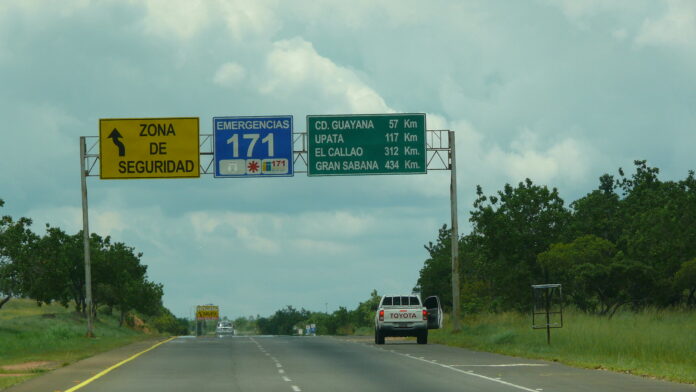 ZONA
DE
SEGURIDAD
EMERGENCIAS
171
171
CD. GUAYANA 57 Km.
UPATA 117 Km.
EL CALLAO 312 Km.
GRAN SABANA 434 Km.
TOYOTA